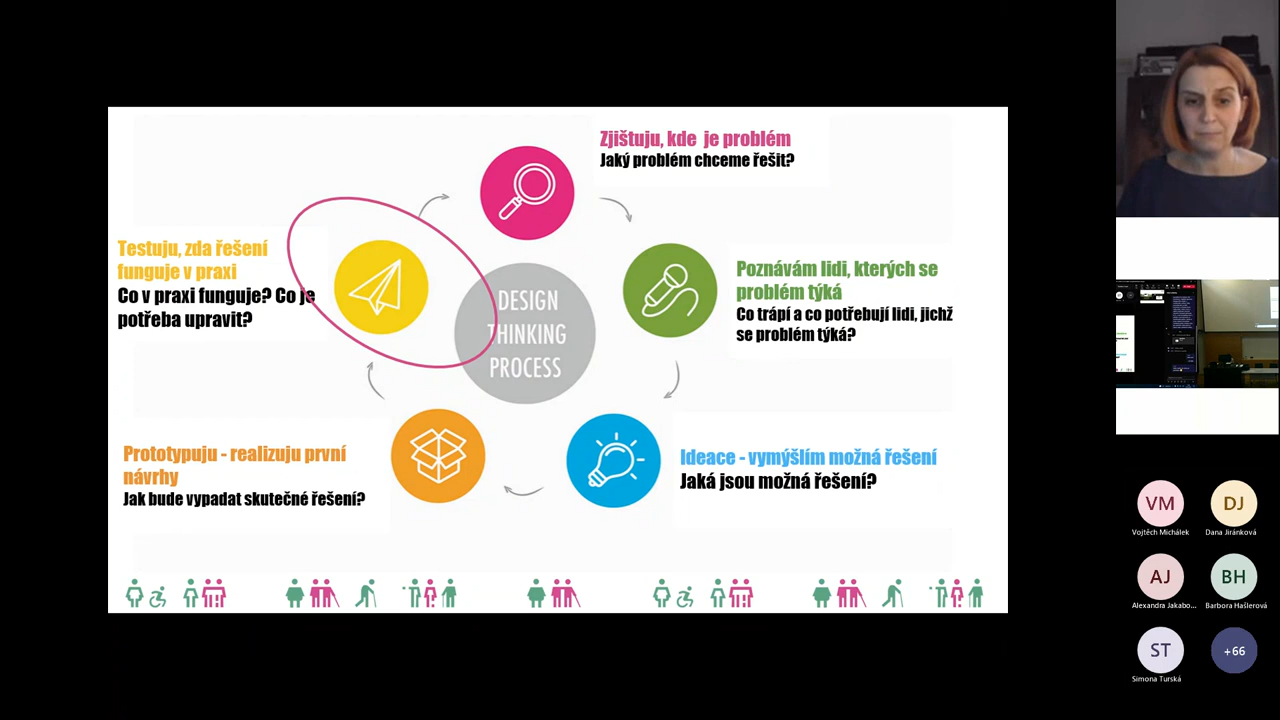 Zjištuju, kde je problém
Jaký problém chceme řešit?
Testuju, zda řešení
funguje v praxi
Co v praxi funguje? Co je
potřeba upravit?
DESIGN
THINKING
PROCESS
Poznávám lidi, kterých se
problém týká
Co trápí a co potřebují lidi, jichž
se problém týká?
Prototypuju - realizuju první
návrhy
Jak bude vypadat skutečné řešení?
Ideace - vymýšlím možná řešení
Jaká jsou možná řešení?
VM
Vojtěch Michálek
DJ
Dana Jiránková
AJ
Alexandra Jakabo...
BH
Barbora Hašlerová
ST
Simona Turská
+66